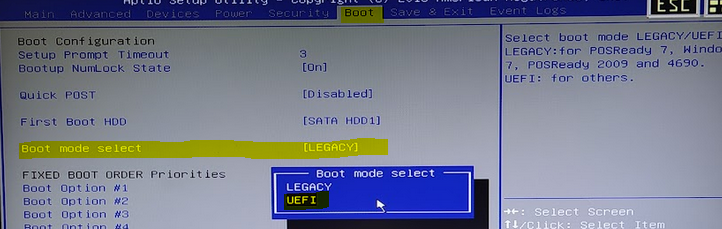 Aptio Setup Utility - Copyright (C) 2018 American
Main Advanced Devices Power Security Boot Save & Exit Event Logs
ESC
Boot Configuration
Setup Prompt Timeout 3
Bootup NumLock State [On]
Quick POST [Disabled]
First Boot HDD [SATA HDD1]
Boot mode select [LEGACY]
FIXED BOOT ORDER Priorities
Boot Option #1
Boot Option #2
Boot Option #3
Boot Option #4
Boot mode select
LEGACY
UEFI
Select boot mode LEGACY/UEFI
LEGACY:for POSReady 7, Windo
7, POSReady 2009 and 4690.
UEFI: for others.
→←: Select Screen
↑↓/Click: Select Item